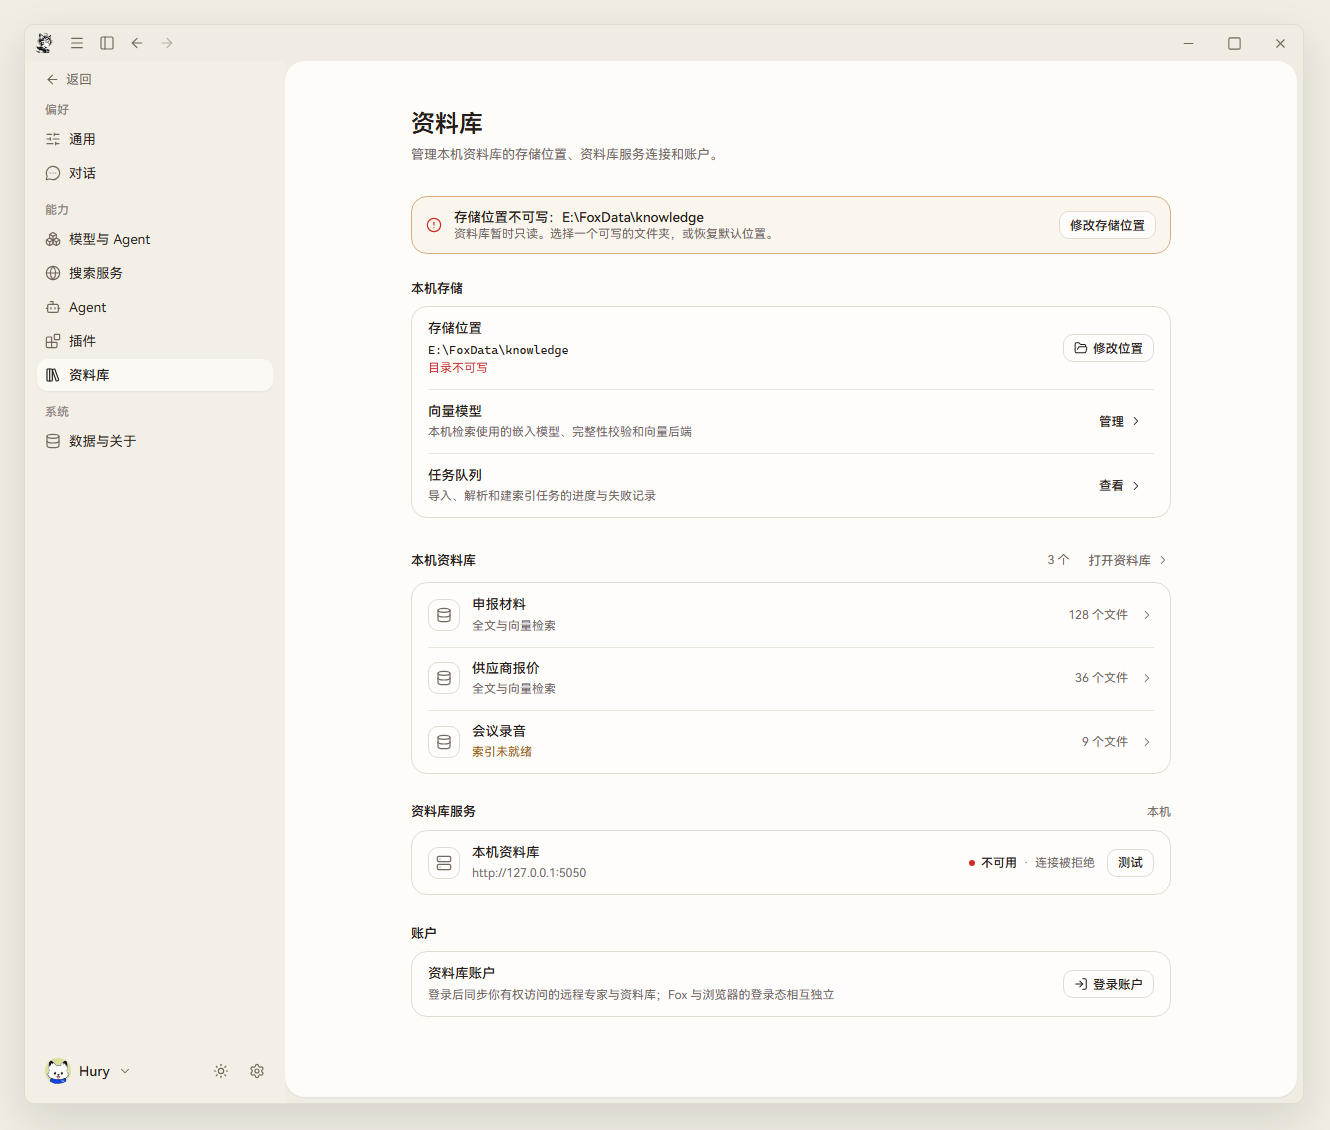 返回
偏好
通用
对话
能力
模型与 Agent
搜索服务
Agent
插件
资料库
系统
数据与关于
Hury
资料库
管理本机资料库的存储位置、资料库服务连接和账户。
存储位置不可写：E:\FoxData\knowledge
资料库暂时只读。选择一个可写的文件夹，或恢复默认位置。
修改存储位置
本机存储
存储位置
E:\FoxData\knowledge
目录不可写
修改位置
向量模型
本机检索使用的嵌入模型、完整性校验和向量后端
管理
任务队列
导入、解析和建索引任务的进度与失败记录
查看
本机资料库
3 个
打开资料库
申报材料
全文与向量检索
128 个文件
供应商报价
全文与向量检索
36 个文件
会议录音
索引未就绪
9 个文件
资料库服务
本机
本机资料库
http://127.0.0.1:5050
不可用 · 连接被拒绝
测试
账户
资料库账户
登录后同步你有权访问的远程专家与资料库；Fox 与浏览器的登录态相互独立
登录账户